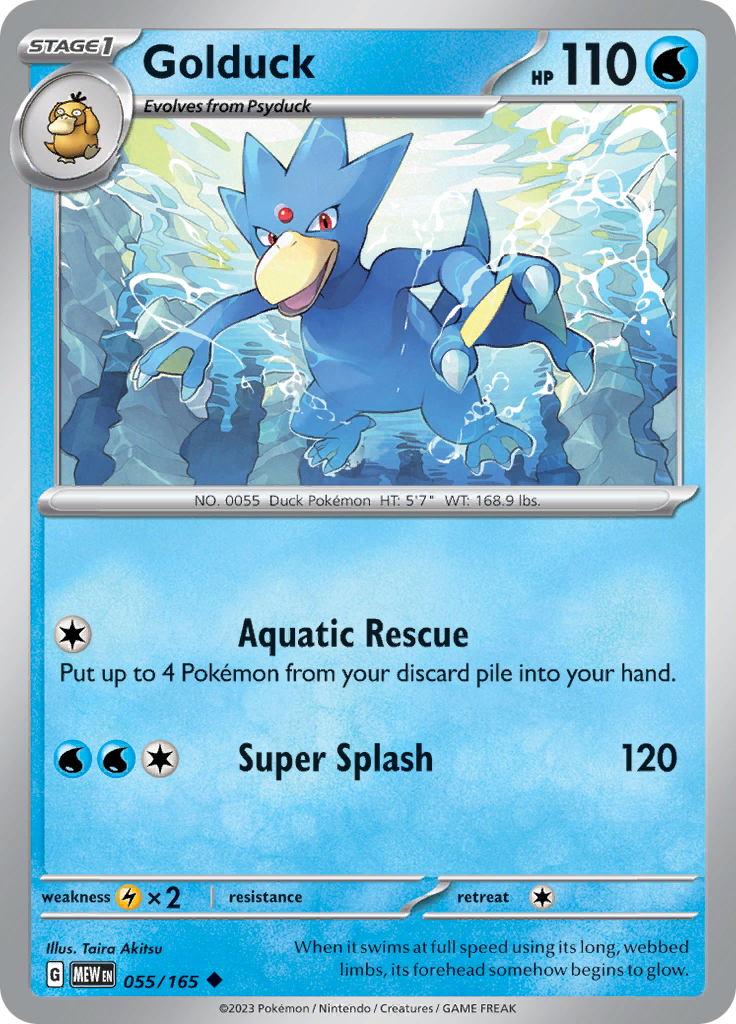 STAGE1
Golduck
HP 110
Evolves from Psyduck
NO. 0055 Duck Pokémon HT: 5'7" WT: 168.9 lbs.
Aquatic Rescue
Put up to 4 Pokémon from your discard pile into your hand.
Super Splash 120
weakness ×2 resistance retreat
Illus. Taira Akitsu
G MEW EN 055/165
When it swims at full speed using its long, webbed
limbs, its forehead somehow begins to glow.
©2023 Pokémon / Nintendo / Creatures / GAME FREAK